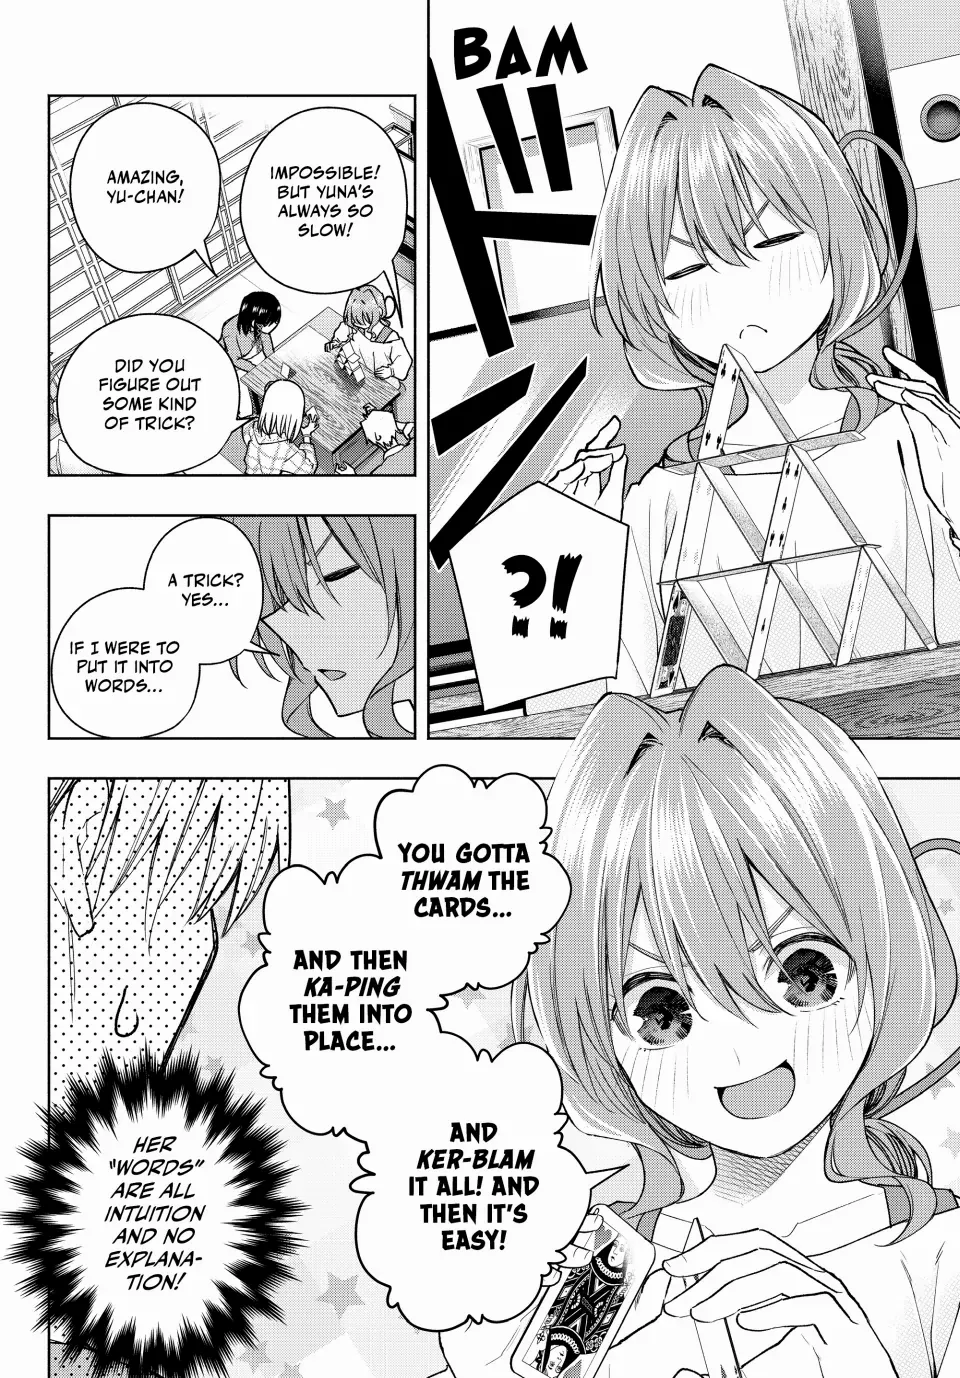 BAM
?!
IMPOSSIBLE!
BUT YUNA'S
ALWAYS SO
SLOW!
AMAZING,
YU-CHAN!
DID YOU
FIGURE OUT
SOME KIND
OF TRICK?
A TRICK?
YES...
IF I WERE TO
PUT IT INTO
WORDS...
YOU GOTTA
THWAM THE
CARDS...
AND THEN
KA-PING
THEM INTO
PLACE...
AND
KER-BLAM
IT ALL! AND
THEN IT'S
EASY!
HER
"WORDS"
ARE ALL
INTUITION
AND NO
EXPLANA-
TION!